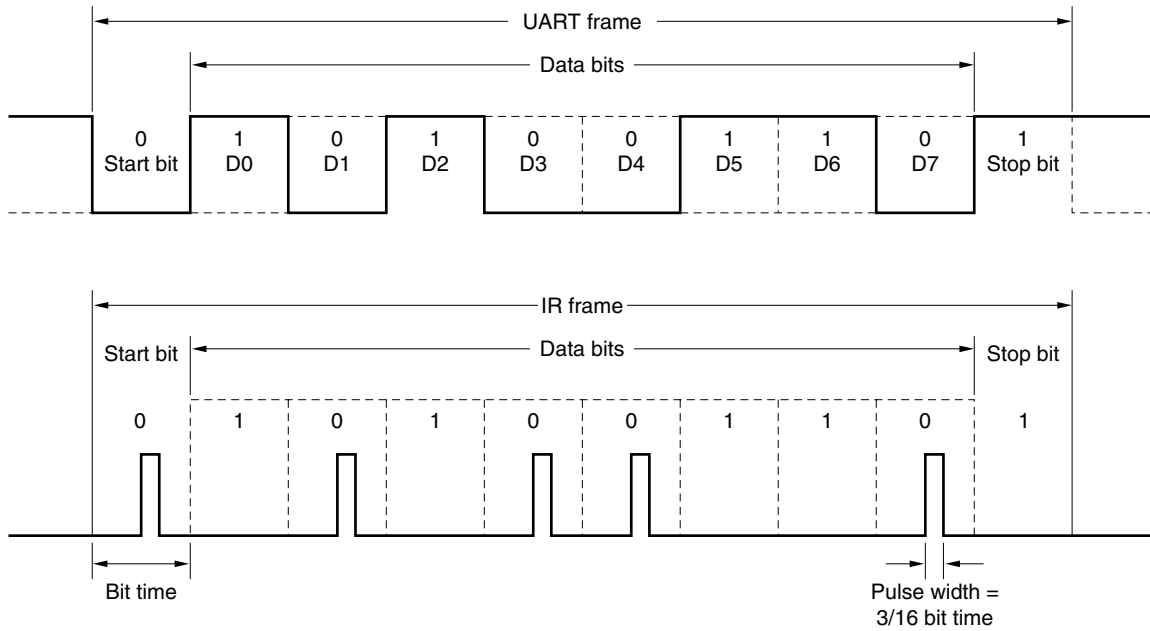 UART frame
Data bits
0 1 0 1 0 0 1 1 0 1
Start bit D0 D1 D2 D3 D4 D5 D6 D7 Stop bit
IR frame
Start bit Data bits Stop bit
0 1 0 1 0 0 1 1 0 1
Bit time
Pulse width =
3/16 bit time